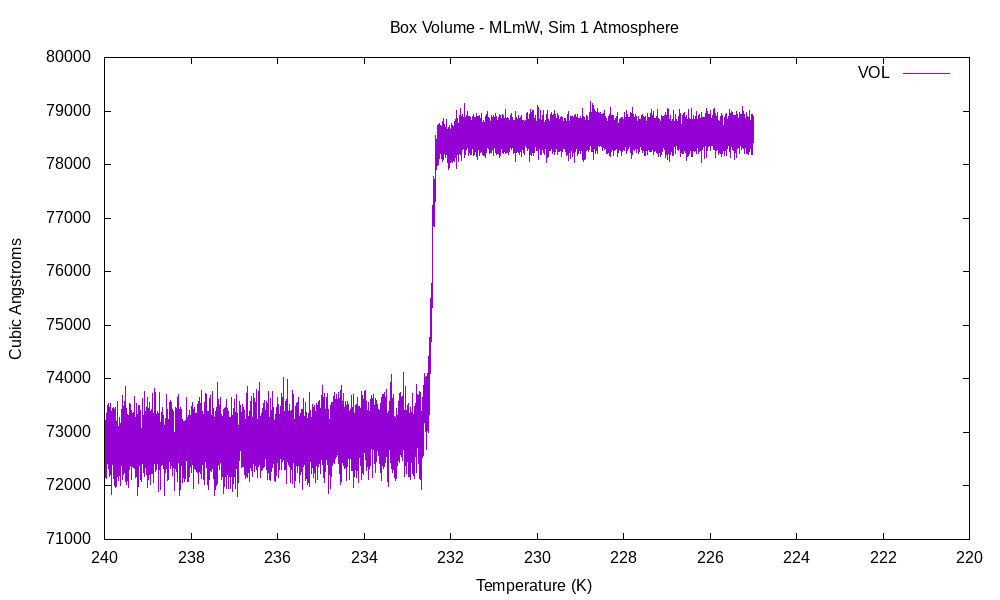 Box Volume - MLmW, Sim 1 Atmosphere
80000
VOL
79000
78000
77000
76000
Cubic Angstroms
75000
74000
73000
72000
71000
240 238 236 234 232 230 228 226 224 222 220
Temperature (K)